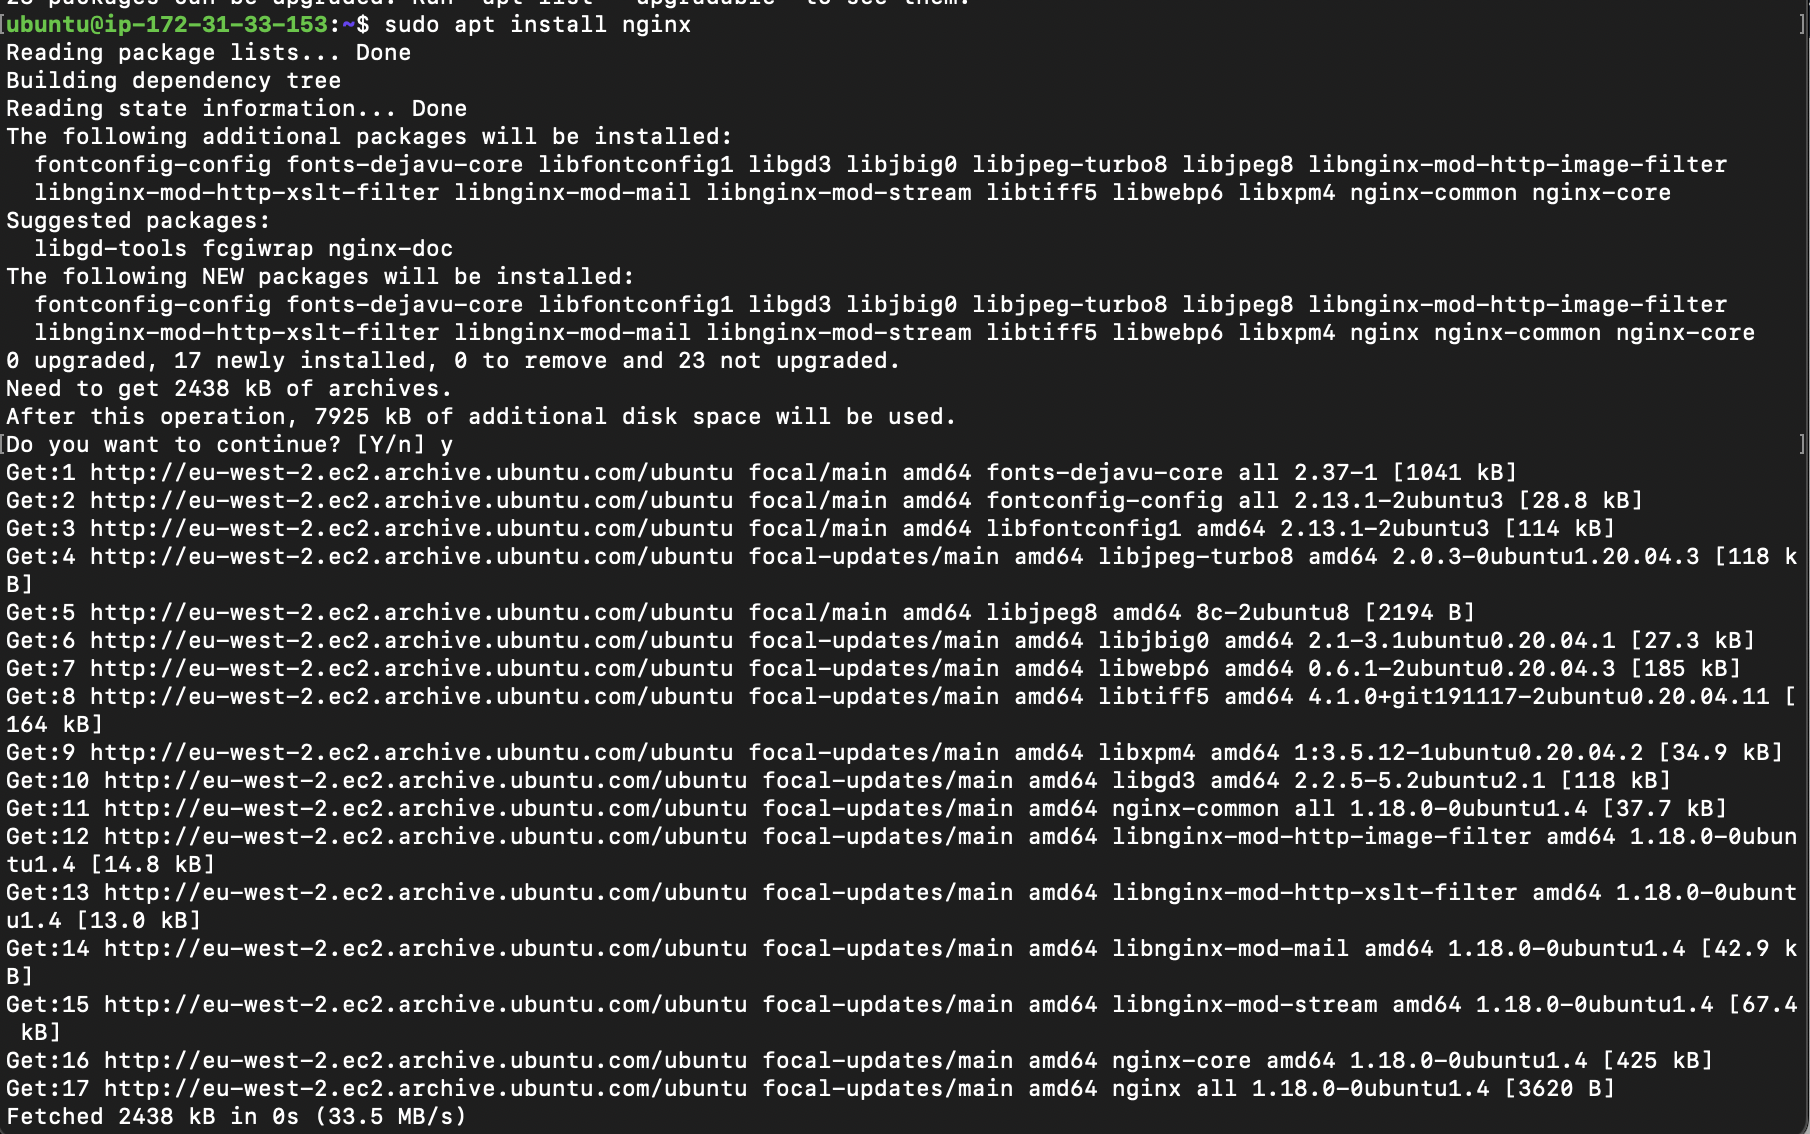 23 packages can be upgraded. Run 'apt list --upgradable' to see them.
[ubuntu@ip-172-31-33-153:~$ sudo apt install nginx ]
Reading package lists... Done
Building dependency tree
Reading state information... Done
The following additional packages will be installed:
  fontconfig-config fonts-dejavu-core libfontconfig1 libgd3 libjbig0 libjpeg-turbo8 libjpeg8 libnginx-mod-http-image-filter
  libnginx-mod-http-xslt-filter libnginx-mod-mail libnginx-mod-stream libtiff5 libwebp6 libxpm4 nginx-common nginx-core
Suggested packages:
  libgd-tools fcgiwrap nginx-doc
The following NEW packages will be installed:
  fontconfig-config fonts-dejavu-core libfontconfig1 libgd3 libjbig0 libjpeg-turbo8 libjpeg8 libnginx-mod-http-image-filter
  libnginx-mod-http-xslt-filter libnginx-mod-mail libnginx-mod-stream libtiff5 libwebp6 libxpm4 nginx nginx-common nginx-core
0 upgraded, 17 newly installed, 0 to remove and 23 not upgraded.
Need to get 2438 kB of archives.
After this operation, 7925 kB of additional disk space will be used.
[Do you want to continue? [Y/n] y ]
Get:1 http://eu-west-2.ec2.archive.ubuntu.com/ubuntu focal/main amd64 fonts-dejavu-core all 2.37-1 [1041 kB]
Get:2 http://eu-west-2.ec2.archive.ubuntu.com/ubuntu focal/main amd64 fontconfig-config all 2.13.1-2ubuntu3 [28.8 kB]
Get:3 http://eu-west-2.ec2.archive.ubuntu.com/ubuntu focal/main amd64 libfontconfig1 amd64 2.13.1-2ubuntu3 [114 kB]
Get:4 http://eu-west-2.ec2.archive.ubuntu.com/ubuntu focal-updates/main amd64 libjpeg-turbo8 amd64 2.0.3-0ubuntu1.20.04.3 [118 k
B]
Get:5 http://eu-west-2.ec2.archive.ubuntu.com/ubuntu focal/main amd64 libjpeg8 amd64 8c-2ubuntu8 [2194 B]
Get:6 http://eu-west-2.ec2.archive.ubuntu.com/ubuntu focal-updates/main amd64 libjbig0 amd64 2.1-3.1ubuntu0.20.04.1 [27.3 kB]
Get:7 http://eu-west-2.ec2.archive.ubuntu.com/ubuntu focal-updates/main amd64 libwebp6 amd64 0.6.1-2ubuntu0.20.04.3 [185 kB]
Get:8 http://eu-west-2.ec2.archive.ubuntu.com/ubuntu focal-updates/main amd64 libtiff5 amd64 4.1.0+git191117-2ubuntu0.20.04.11 [
164 kB]
Get:9 http://eu-west-2.ec2.archive.ubuntu.com/ubuntu focal-updates/main amd64 libxpm4 amd64 1:3.5.12-1ubuntu0.20.04.2 [34.9 kB]
Get:10 http://eu-west-2.ec2.archive.ubuntu.com/ubuntu focal-updates/main amd64 libgd3 amd64 2.2.5-5.2ubuntu2.1 [118 kB]
Get:11 http://eu-west-2.ec2.archive.ubuntu.com/ubuntu focal-updates/main amd64 nginx-common all 1.18.0-0ubuntu1.4 [37.7 kB]
Get:12 http://eu-west-2.ec2.archive.ubuntu.com/ubuntu focal-updates/main amd64 libnginx-mod-http-image-filter amd64 1.18.0-0ubun
tu1.4 [14.8 kB]
Get:13 http://eu-west-2.ec2.archive.ubuntu.com/ubuntu focal-updates/main amd64 libnginx-mod-http-xslt-filter amd64 1.18.0-0ubunt
u1.4 [13.0 kB]
Get:14 http://eu-west-2.ec2.archive.ubuntu.com/ubuntu focal-updates/main amd64 libnginx-mod-mail amd64 1.18.0-0ubuntu1.4 [42.9 k
B]
Get:15 http://eu-west-2.ec2.archive.ubuntu.com/ubuntu focal-updates/main amd64 libnginx-mod-stream amd64 1.18.0-0ubuntu1.4 [67.4
 kB]
Get:16 http://eu-west-2.ec2.archive.ubuntu.com/ubuntu focal-updates/main amd64 nginx-core amd64 1.18.0-0ubuntu1.4 [425 kB]
Get:17 http://eu-west-2.ec2.archive.ubuntu.com/ubuntu focal-updates/main amd64 nginx all 1.18.0-0ubuntu1.4 [3620 B]
Fetched 2438 kB in 0s (33.5 MB/s)